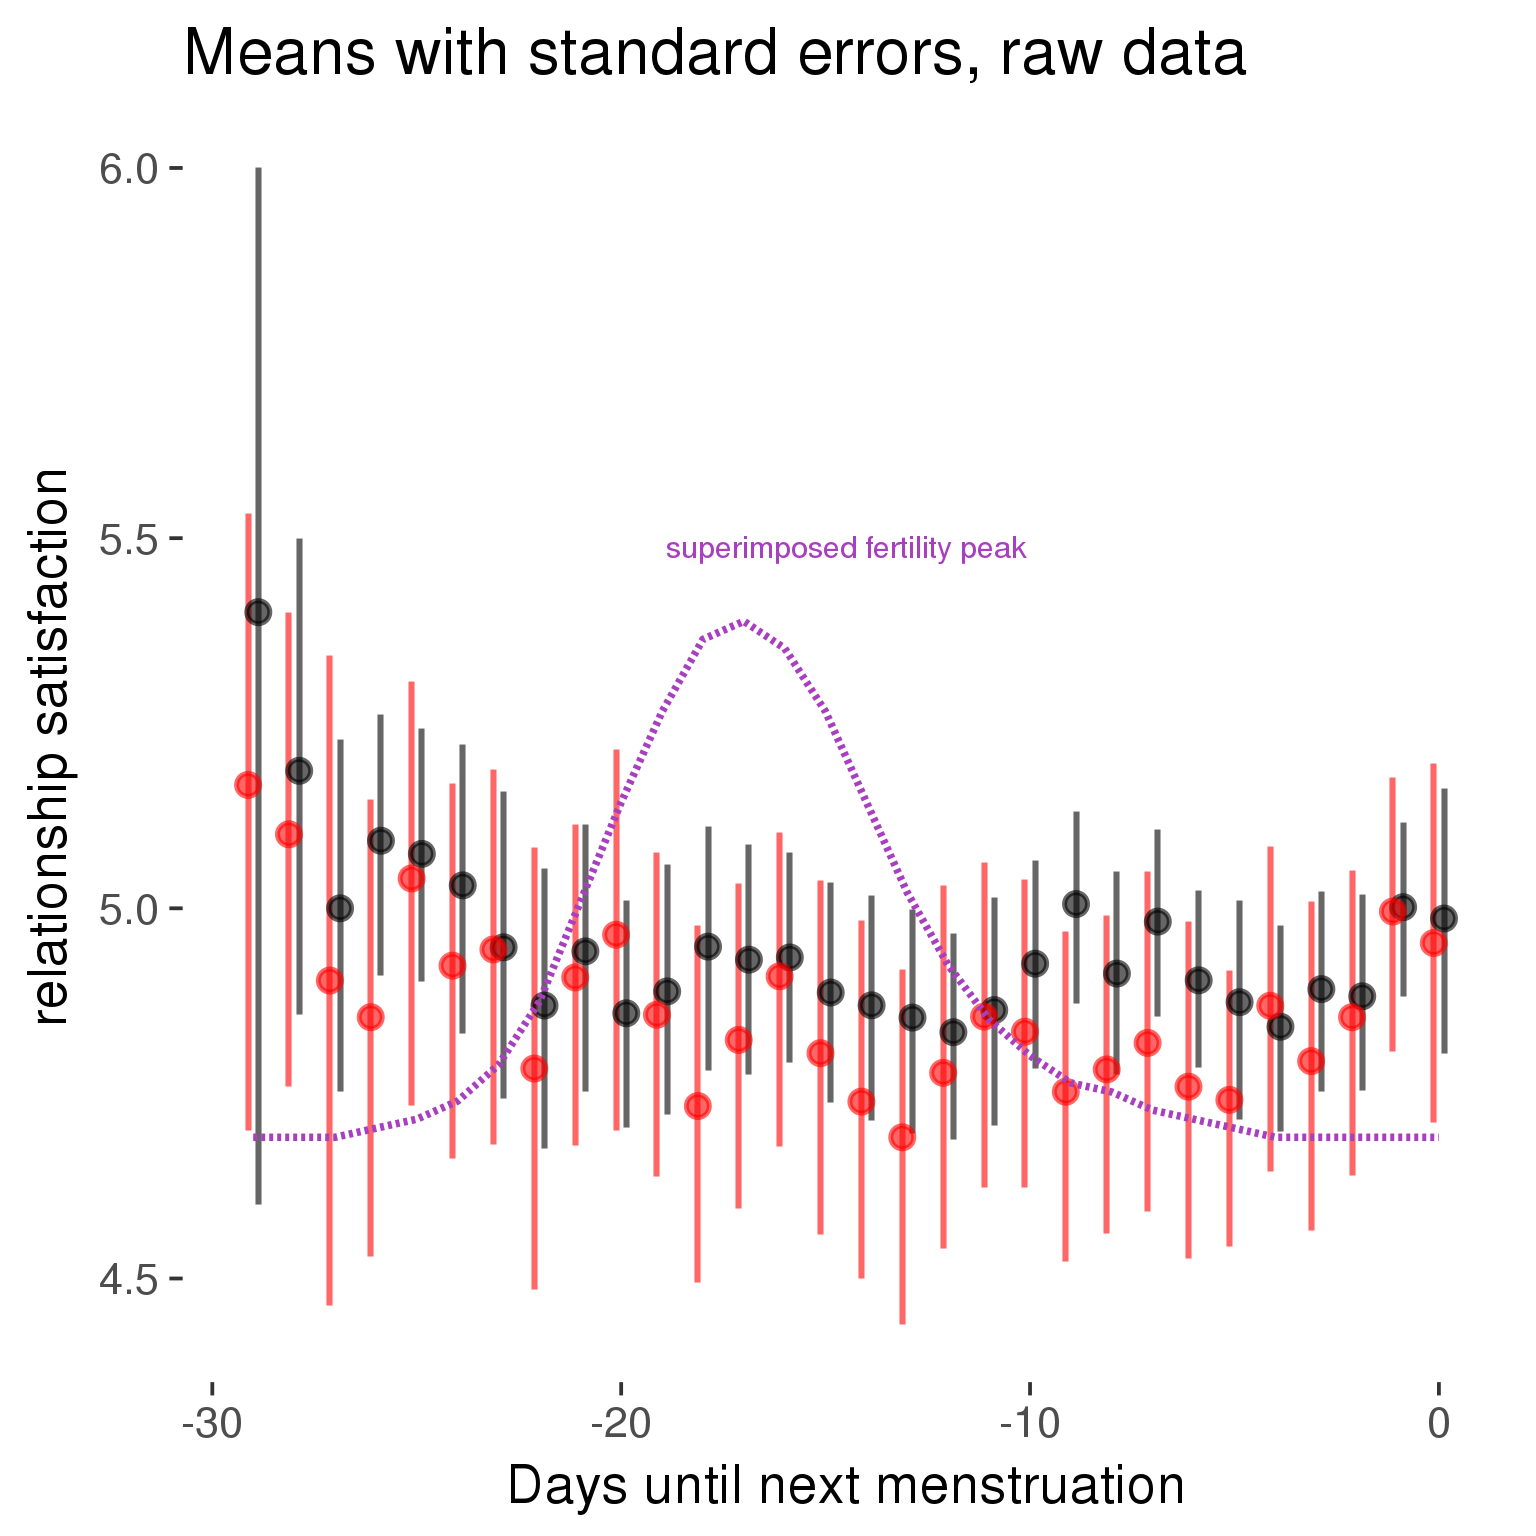 Means with standard errors, raw data
6.0
5.5
5.0
4.5
relationship satisfaction
superimposed fertility peak
-30
-20
-10
0
Days until next menstruation